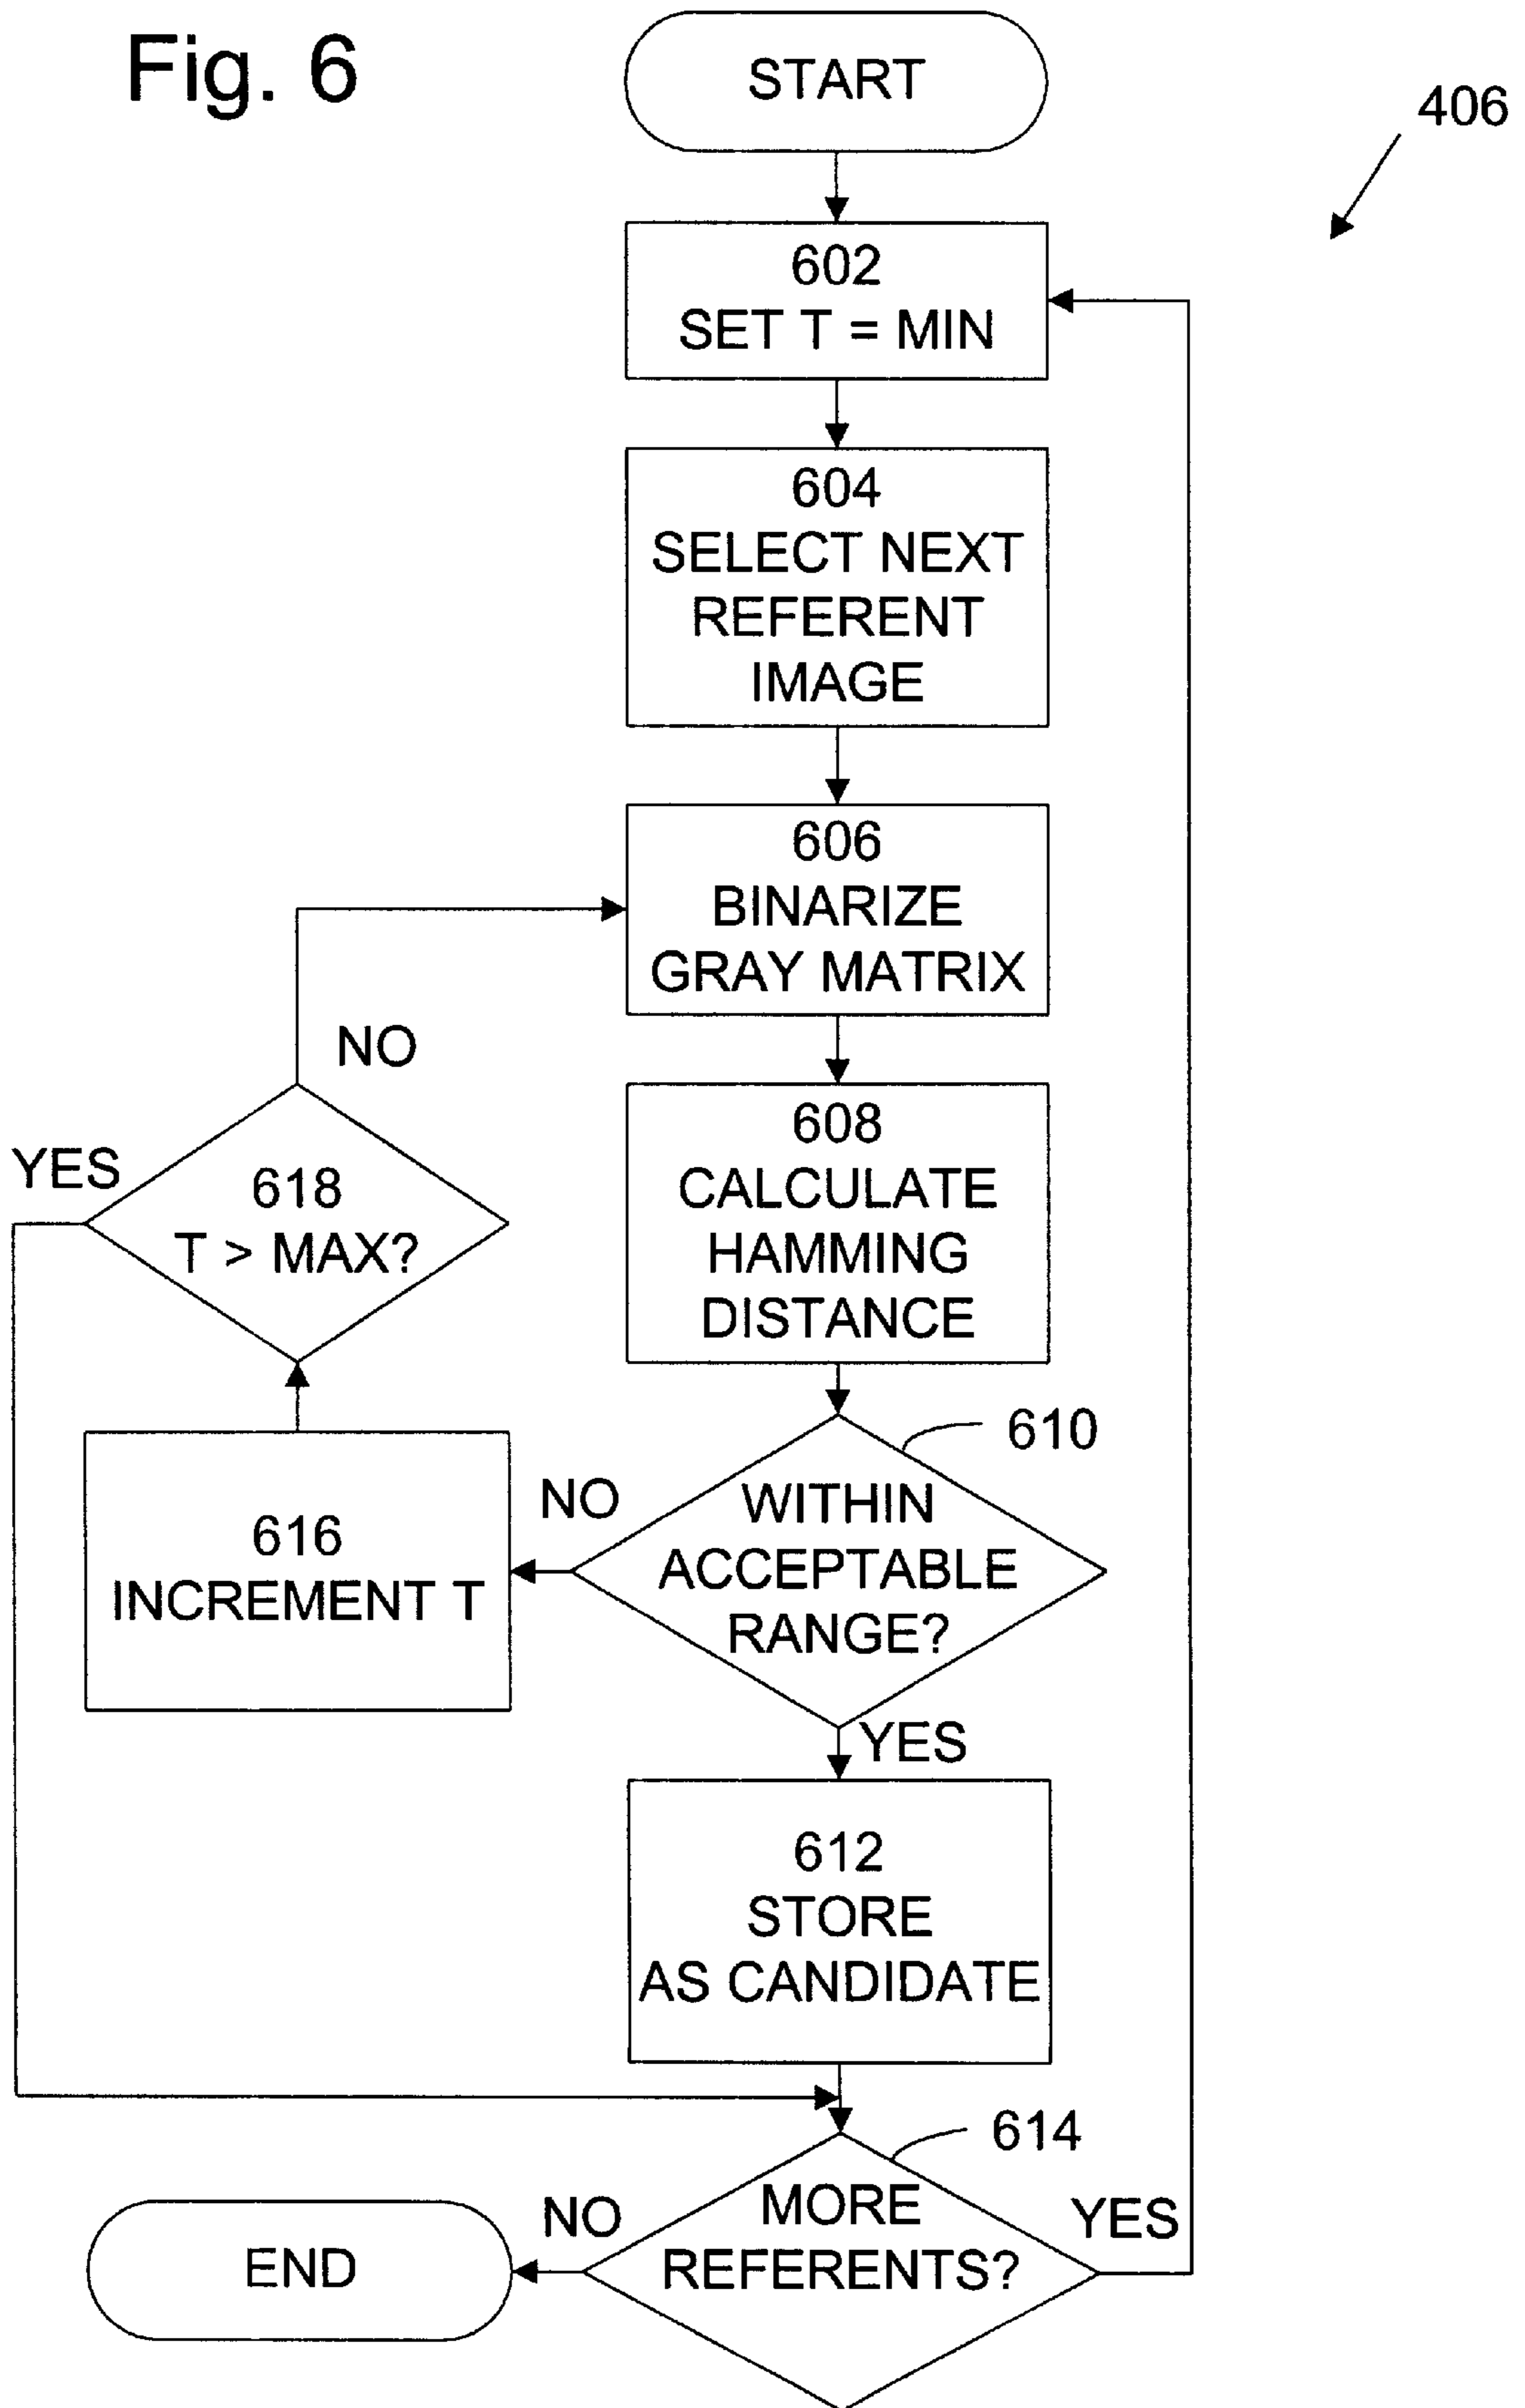 Fig. 6
START
406
602
SET T = MIN
604
SELECT NEXT
REFERENT
IMAGE
606
BINARIZE
GRAY MATRIX
NO
608
CALCULATE
HAMMING
DISTANCE
YES
618
T > MAX?
610
WITHIN
ACCEPTABLE
RANGE?
NO
616
INCREMENT T
YES
612
STORE
AS CANDIDATE
614
MORE
REFERENTS?
NO
YES
END